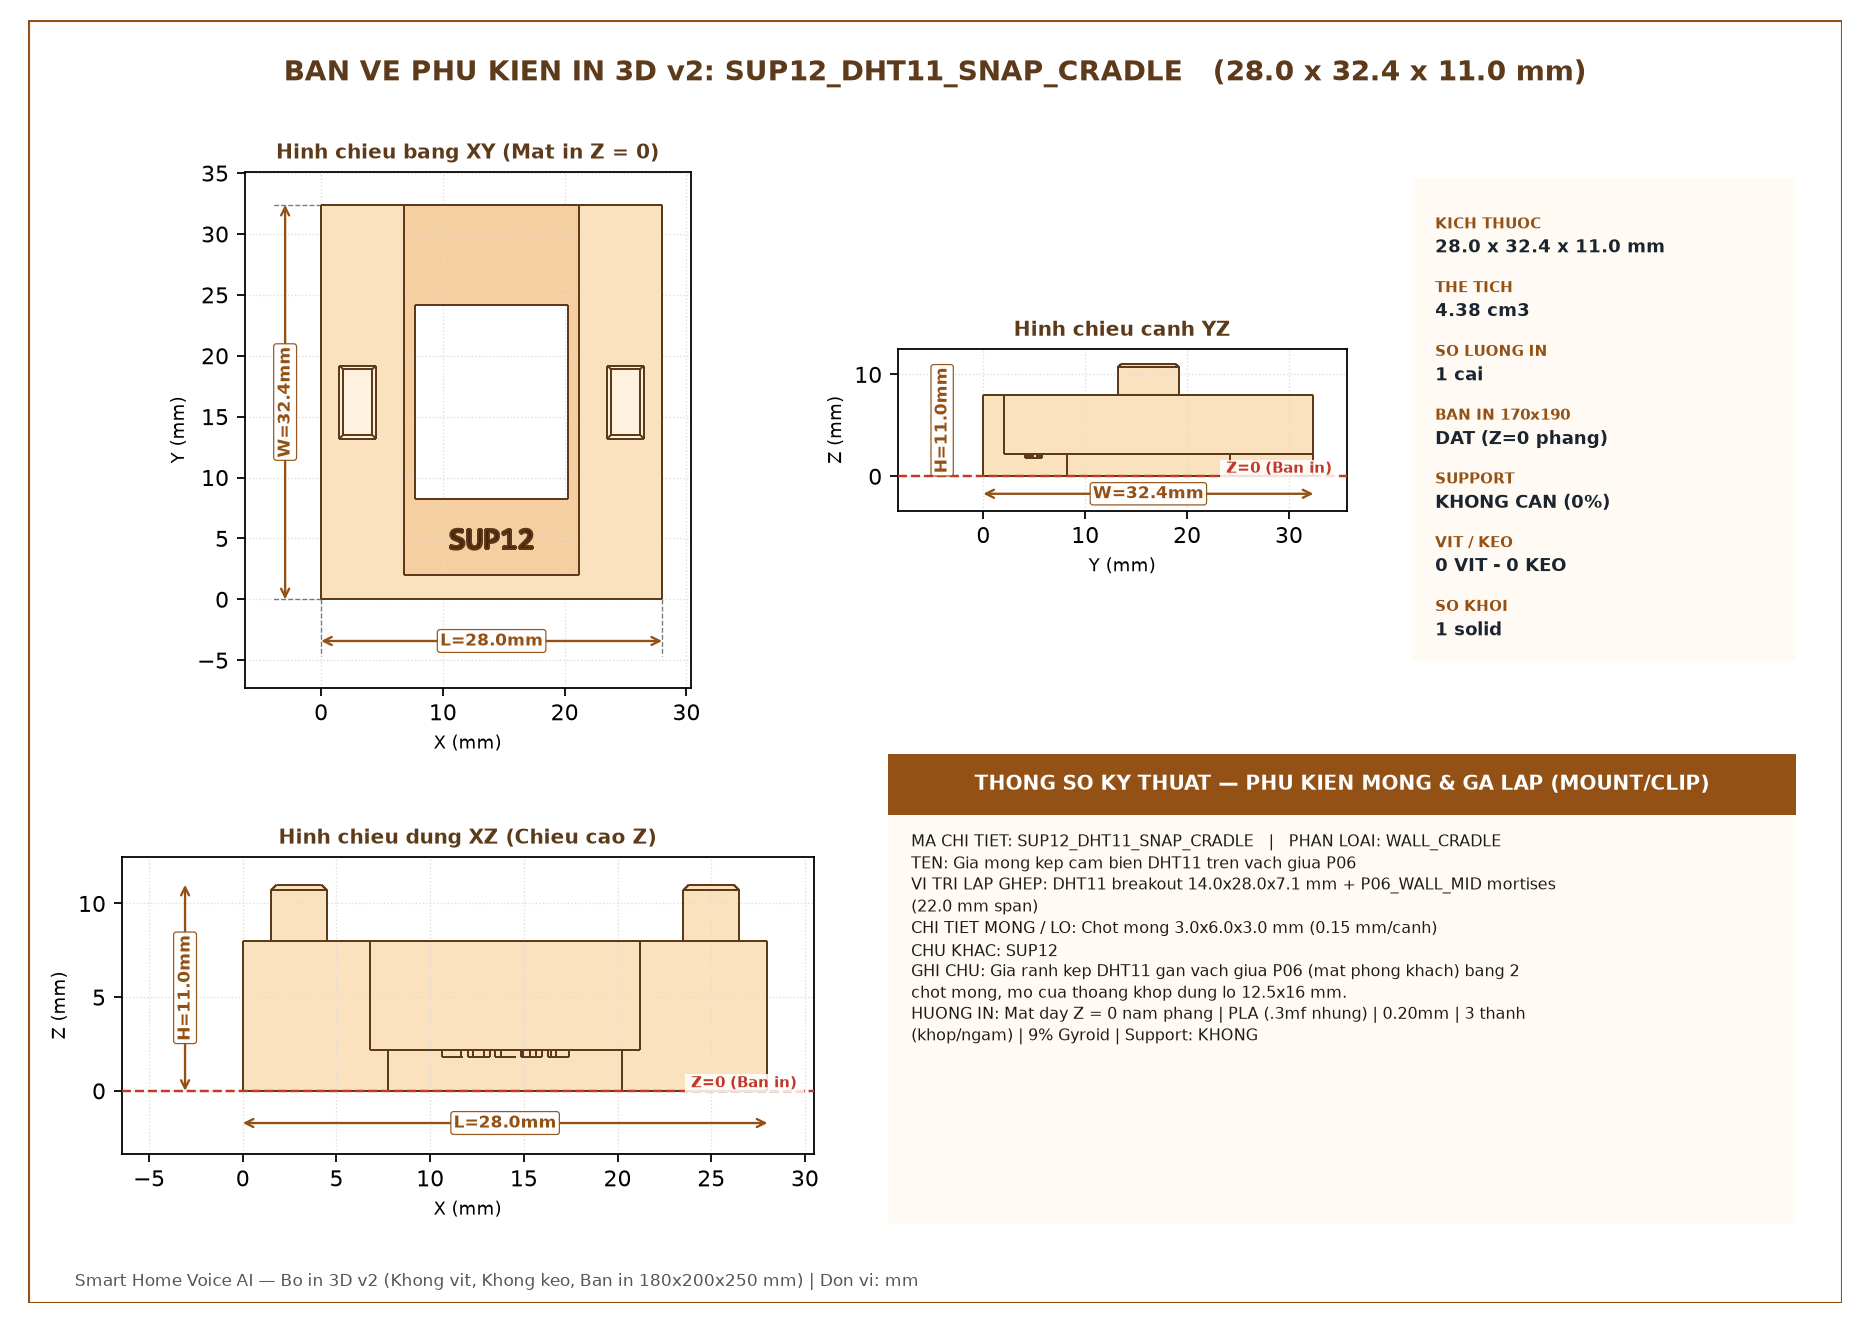 BAN VE PHU KIEN IN 3D v2: SUP12_DHT11_SNAP_CRADLE (28.0 x 32.4 x 11.0 mm)
Hinh chieu bang XY (Mat in Z = 0)
35
30
25
20
15
10
5
0
−5
Y (mm)
W=32.4mm
SUP12
L=28.0mm
0
10
20
30
X (mm)
Hinh chieu canh YZ
10
0
Z (mm)
H=11.0mm
Z=0 (Ban in)
W=32.4mm
0
10
20
30
Y (mm)
KICH THUOC
28.0 x 32.4 x 11.0 mm
THE TICH
4.38 cm3
SO LUONG IN
1 cai
BAN IN 170x190
DAT (Z=0 phang)
SUPPORT
KHONG CAN (0%)
VIT / KEO
0 VIT - 0 KEO
SO KHOI
1 solid
Hinh chieu dung XZ (Chieu cao Z)
10
5
0
Z (mm)
H=11.0mm
Z=0 (Ban in)
L=28.0mm
−5
0
5
10
15
20
25
30
X (mm)
THONG SO KY THUAT — PHU KIEN MONG & GA LAP (MOUNT/CLIP)
MA CHI TIET: SUP12_DHT11_SNAP_CRADLE | PHAN LOAI: WALL_CRADLE
TEN: Gia mong kep cam bien DHT11 tren vach giua P06
VI TRI LAP GHEP: DHT11 breakout 14.0x28.0x7.1 mm + P06_WALL_MID mortises
(22.0 mm span)
CHI TIET MONG / LO: Chot mong 3.0x6.0x3.0 mm (0.15 mm/canh)
CHU KHAC: SUP12
GHI CHU: Gia ranh kep DHT11 gan vach giua P06 (mat phong khach) bang 2
chot mong, mo cua thoang khop dung lo 12.5x16 mm.
HUONG IN: Mat day Z = 0 nam phang | PLA (.3mf nhung) | 0.20mm | 3 thanh
(khop/ngam) | 9% Gyroid | Support: KHONG
Smart Home Voice AI — Bo in 3D v2 (Khong vit, Khong keo, Ban in 180x200x250 mm) | Don vi: mm